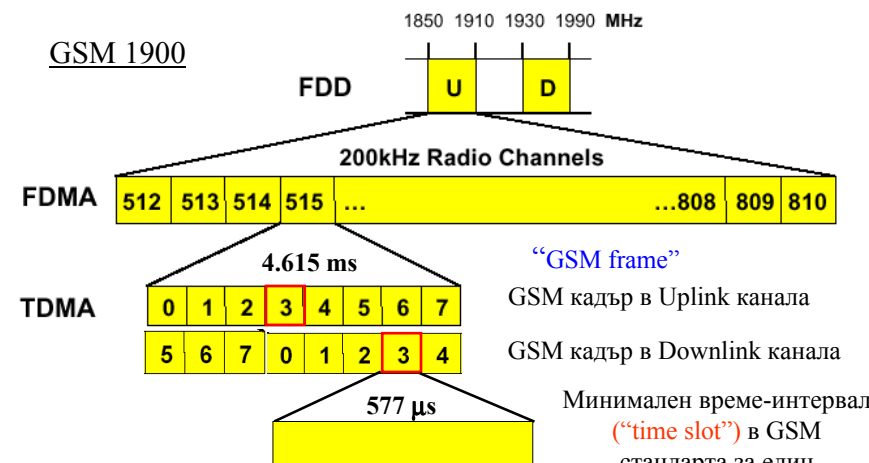 1850 1910 1930 1990 MHz
GSM 1900
FDD U D
200kHz Radio Channels
FDMA 512 513 514 515 ... ...808 809 810
4.615 ms
“GSM frame”
TDMA 0 1 2 3 4 5 6 7
GSM кадър в Uplink канала
5 6 7 0 1 2 3 4
GSM кадър в Downlink канала
577 μs
Минимален време-интервал
(“time slot”) в GSM
стандарта за един